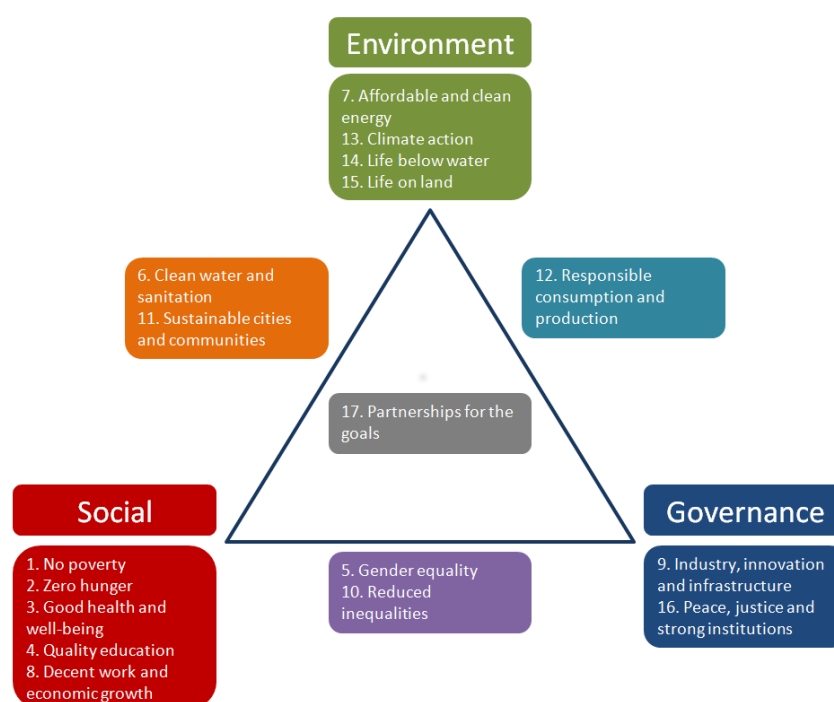 Environment
7. Affordable and clean
energy
13. Climate action
14. Life below water
15. Life on land
6. Clean water and
sanitation
11. Sustainable cities
and communities
12. Responsible
consumption and
production
17. Partnerships for the
goals
Social
1. No poverty
2. Zero hunger
3. Good health and
well-being
4. Quality education
8. Decent work and
economic growth
5. Gender equality
10. Reduced
inequalities
Governance
9. Industry, innovation
and infrastructure
16. Peace, justice and
strong institutions